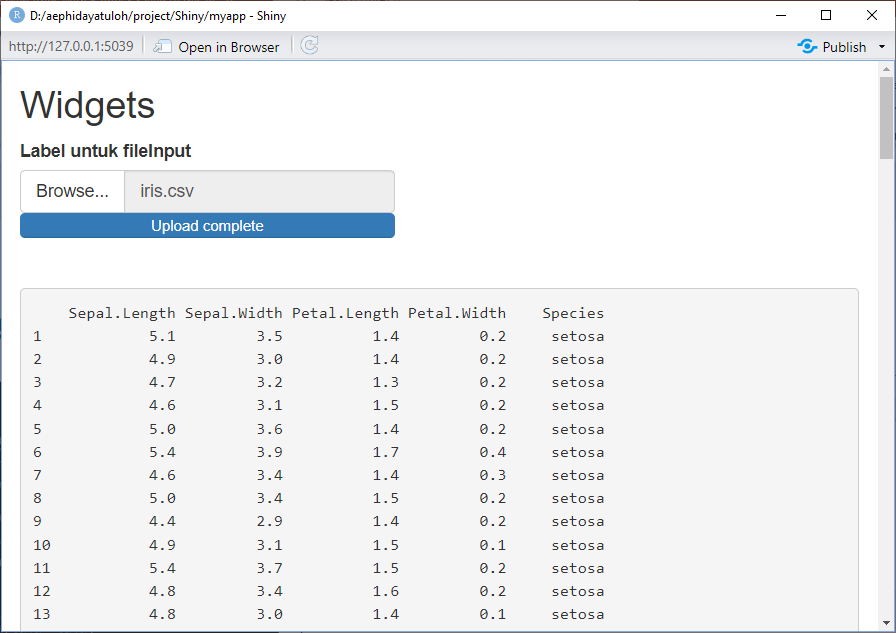 R D:/aephidayatuloh/project/Shiny/myapp - Shiny
http://127.0.0.1:5039 Open in Browser Publish
Widgets
Label untuk fileInput
Browse... iris.csv
Upload complete
Sepal.Length Sepal.Width Petal.Length Petal.Width Species
1 5.1 3.5 1.4 0.2 setosa
2 4.9 3.0 1.4 0.2 setosa
3 4.7 3.2 1.3 0.2 setosa
4 4.6 3.1 1.5 0.2 setosa
5 5.0 3.6 1.4 0.2 setosa
6 5.4 3.9 1.7 0.4 setosa
7 4.6 3.4 1.4 0.3 setosa
8 5.0 3.4 1.5 0.2 setosa
9 4.4 2.9 1.4 0.2 setosa
10 4.9 3.1 1.5 0.1 setosa
11 5.4 3.7 1.5 0.2 setosa
12 4.8 3.4 1.6 0.2 setosa
13 4.8 3.0 1.4 0.1 setosa